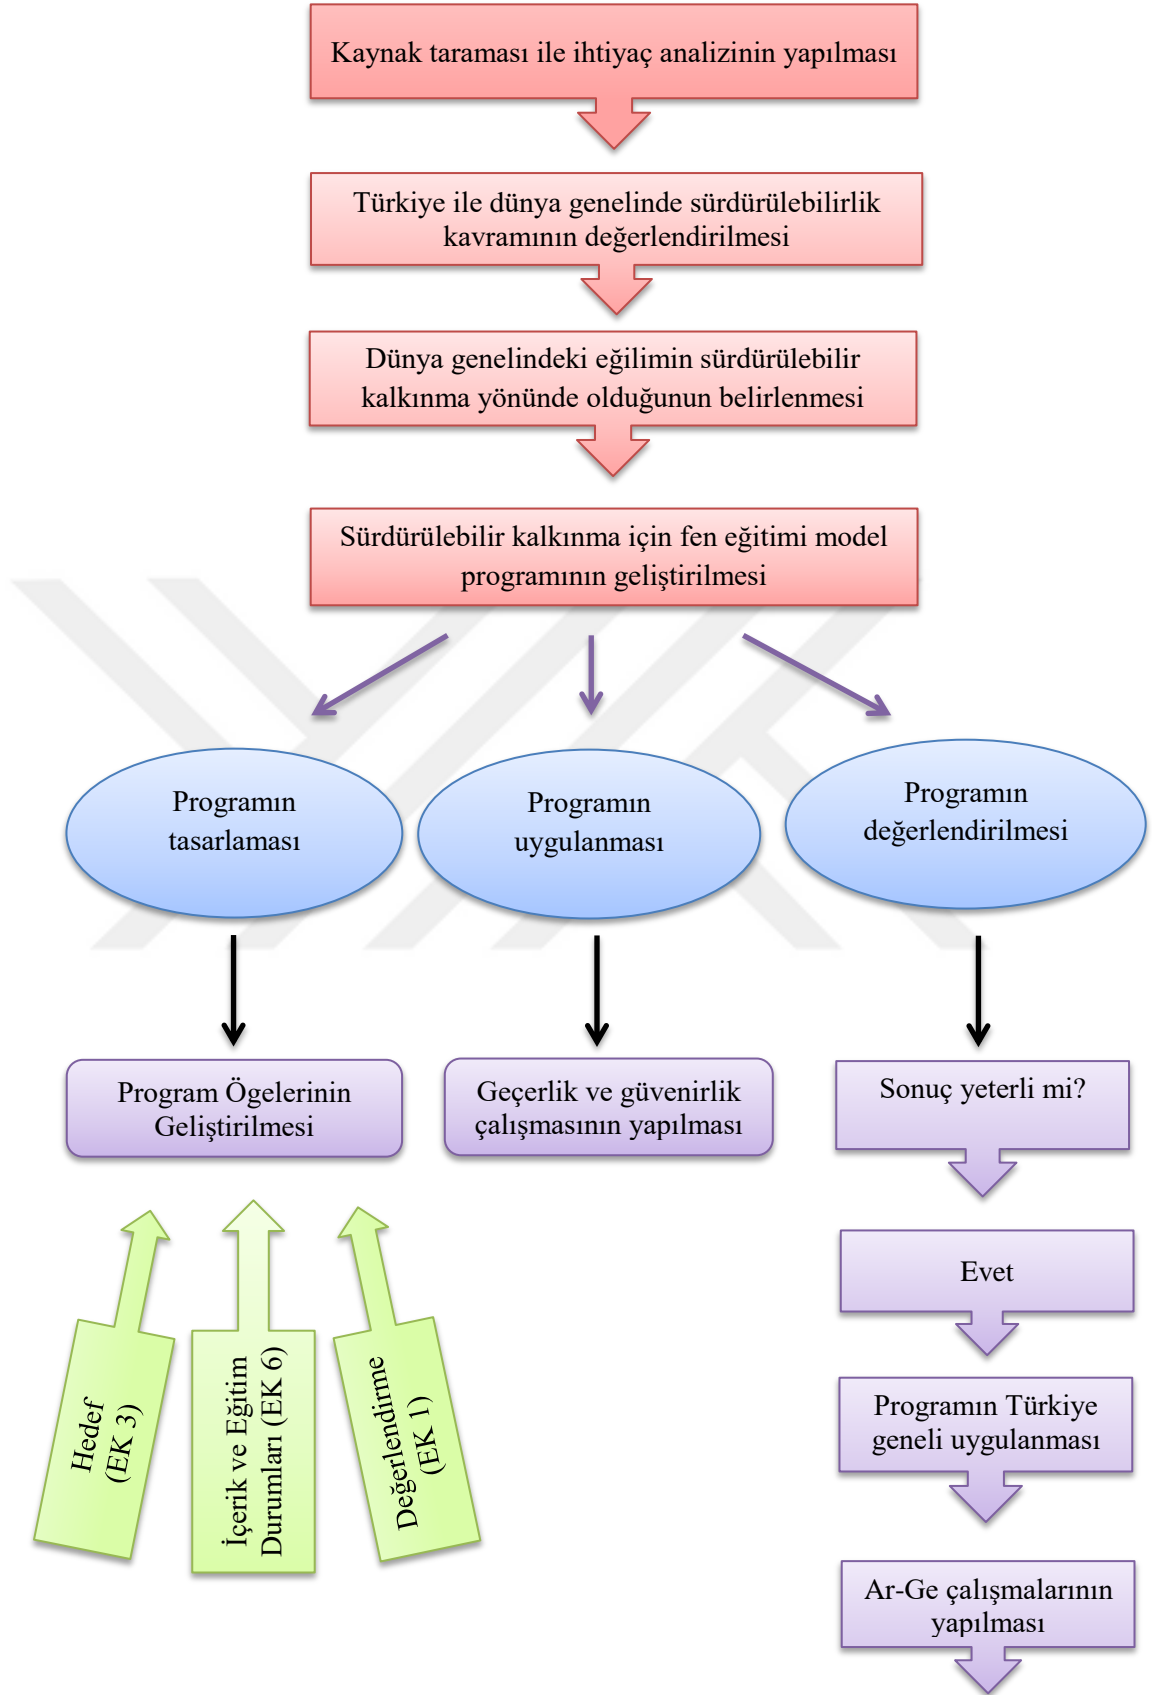 Kaynak taraması ile ihtiyaç analizinin yapılması
Türkiye ile dünya genelinde sürdürülebilirlik
kavramının değerlendirilmesi
Dünya genelindeki eğilimin sürdürülebilir
kalkınma yönünde olduğunun belirlenmesi
Sürdürülebilir kalkınma için fen eğitimi model
programının geliştirilmesi
Programın
tasarlaması
Programın
uygulanması
Programın
değerlendirilmesi
Program Ögelerinin
Geliştirilmesi
Geçerlik ve güvenirlik
çalışmasının yapılması
Sonuç yeterli mi?
Evet
Programın Türkiye
geneli uygulanması
Ar-Ge çalışmalarının
yapılması
Hedef
(EK 3)
İçerik ve Eğitim
Durumları (EK 6)
Değerlendirme
(EK 1)